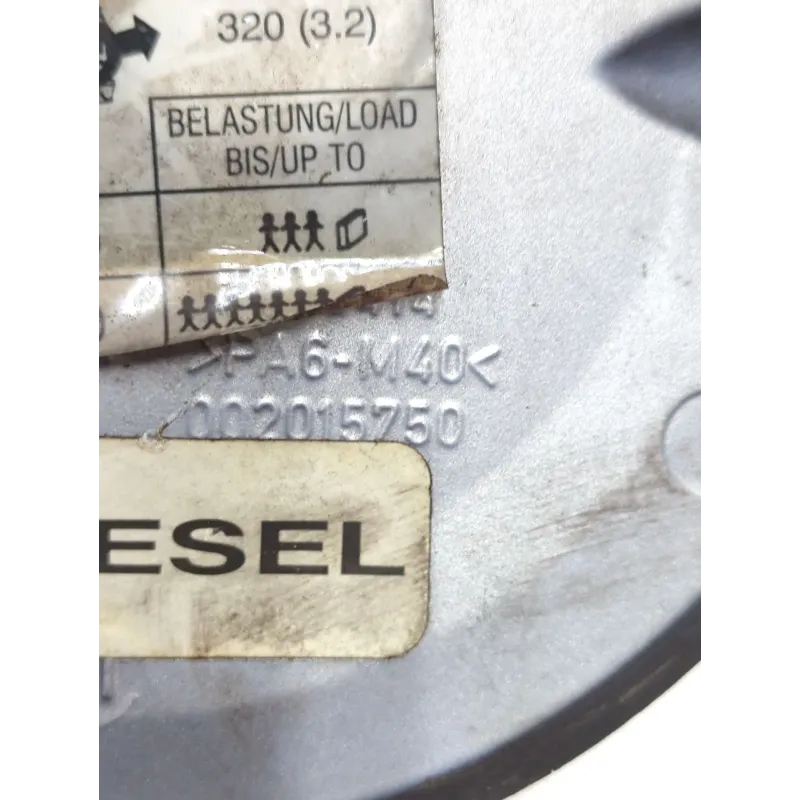 320 (3.2)
BELASTUNG/LOAD
BIS/UP TO
>PA6-M40<
002015750
ESEL